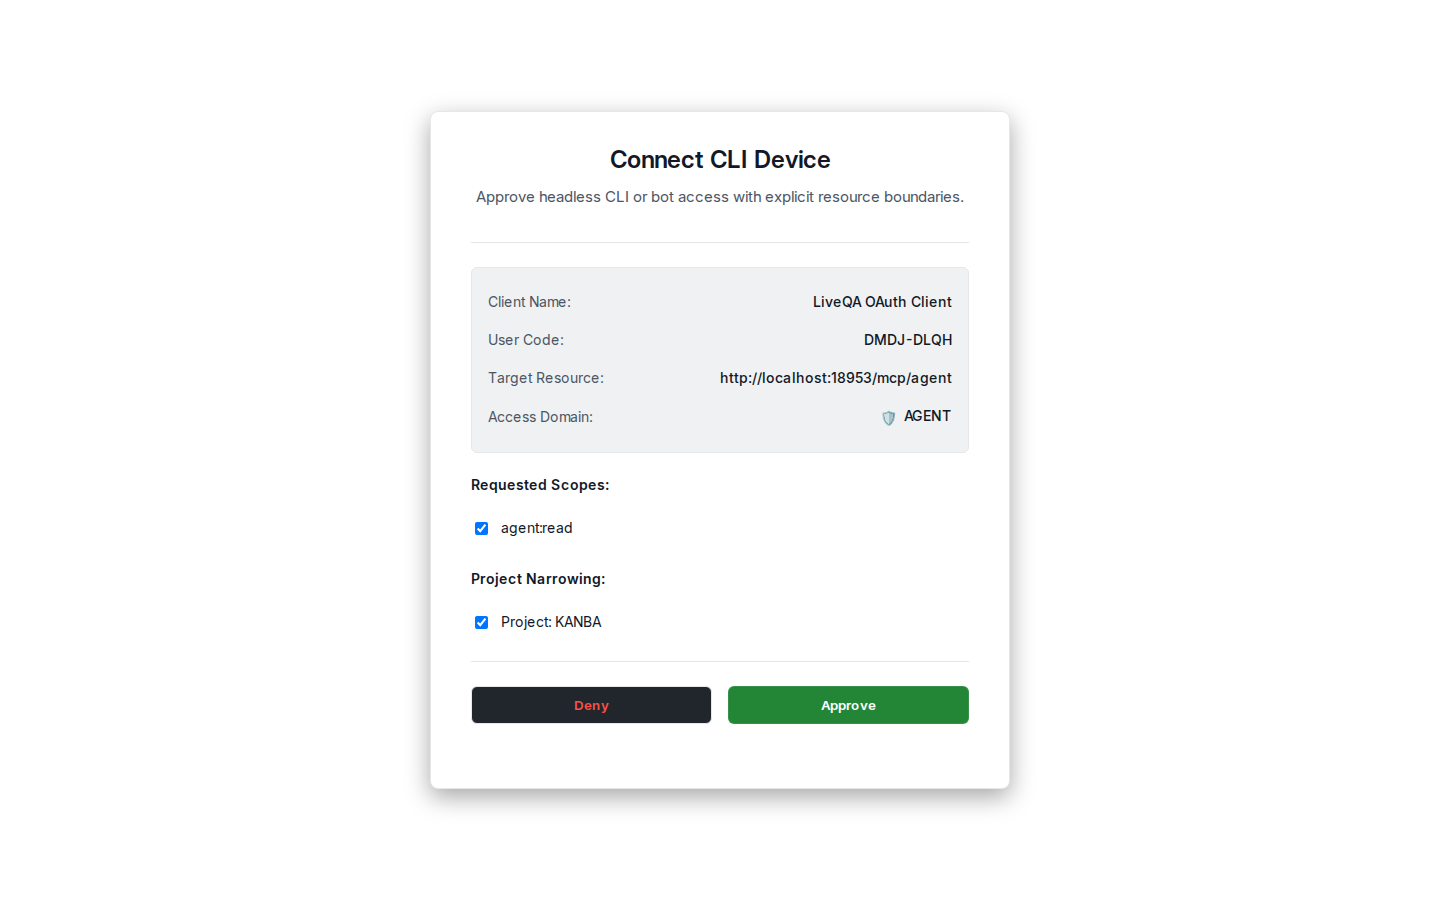 Connect CLI Device
Approve headless CLI or bot access with explicit resource boundaries.
Client Name: LiveQA OAuth Client
User Code: DMDJ-DLQH
Target Resource: http://localhost:18953/mcp/agent
Access Domain: AGENT
Requested Scopes:
agent:read
Project Narrowing:
Project: KANBA
Deny Approve